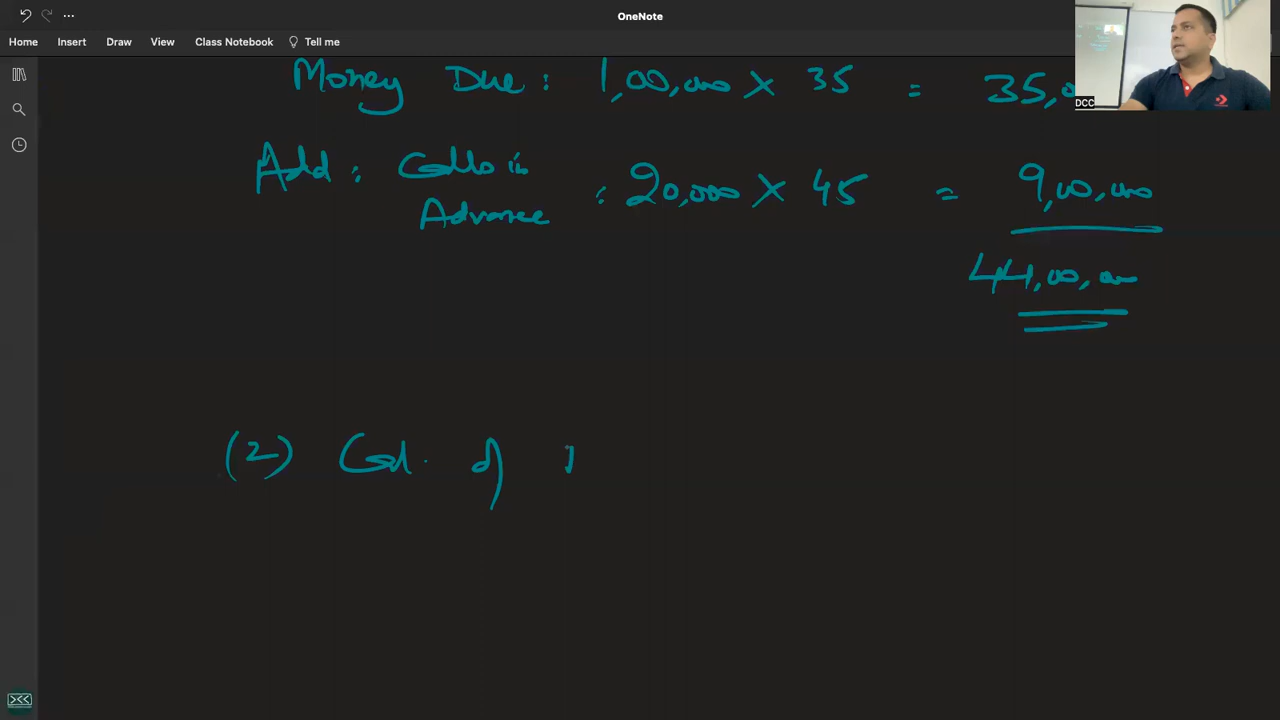 OneNote
Home Insert Draw View Class Notebook Tell me
Money Due : 1,00,000 X 35 = 35,0
DCC
Add : Calls in Advance : 20,000 X 45 = 9,00,000
44,00,000
(2) Cal. of